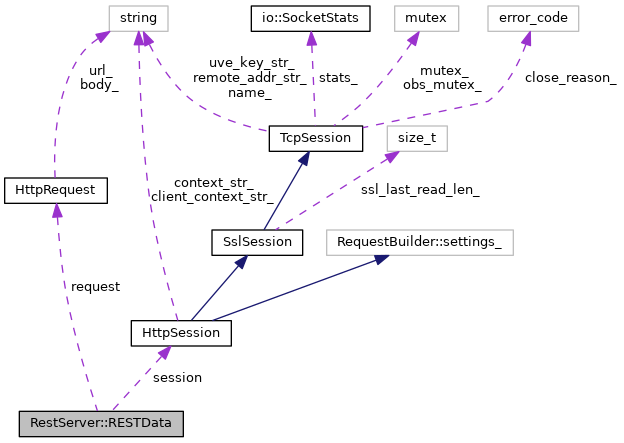 string
io::SocketStats
mutex
error_code
uve_key_str_
remote_addr_str_
name_
stats_
mutex_
obs_mutex_
close_reason_
url_
body_
TcpSession
size_t
HttpRequest
context_str_
client_context_str_
ssl_last_read_len_
SslSession
RequestBuilder::settings_
request
HttpSession
session
RestServer::RESTData